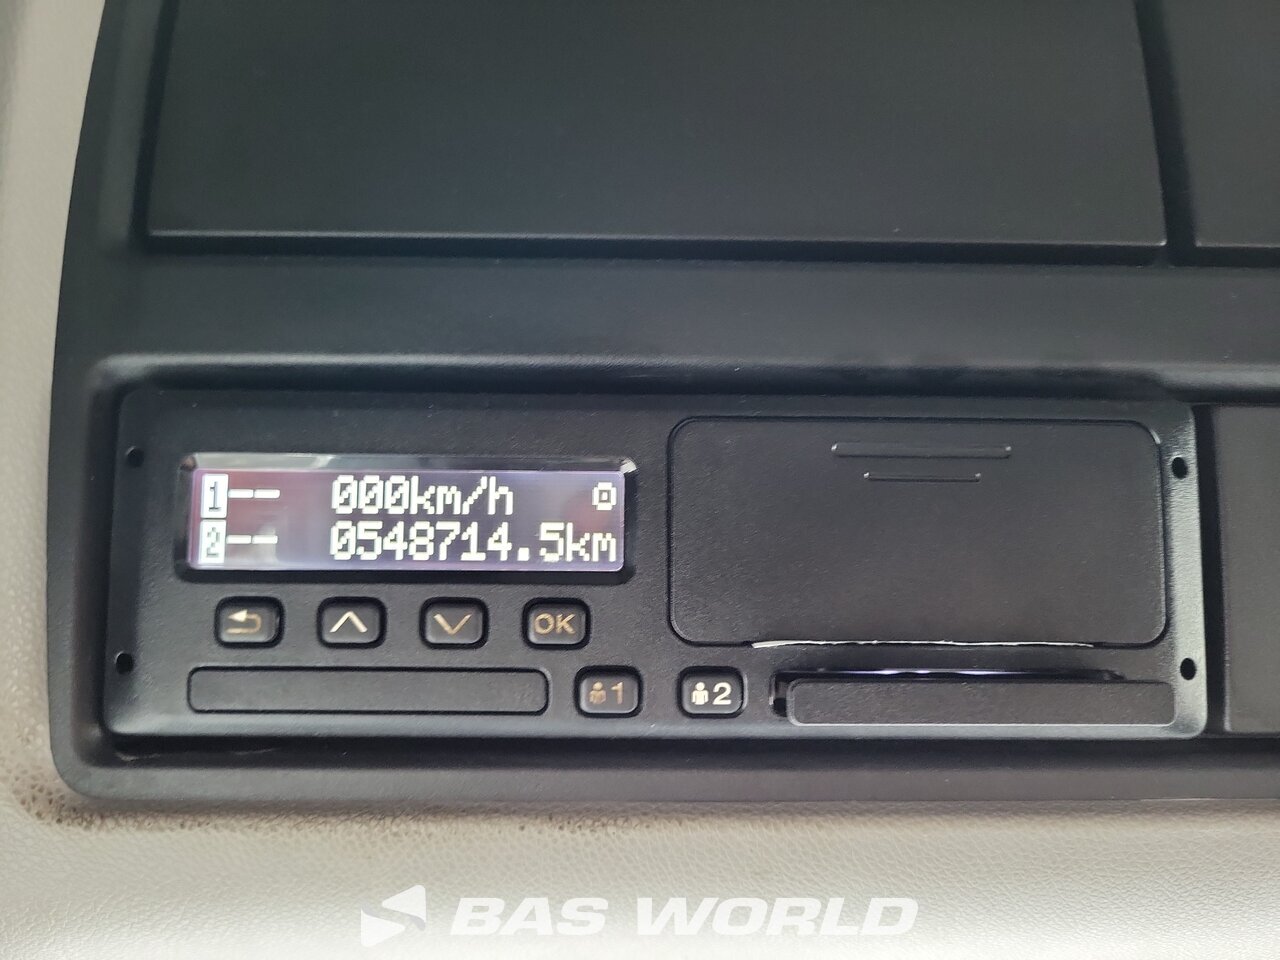 1-- 000km/h
2-- 0548714.5km
OK
1
2
BAS WORLD